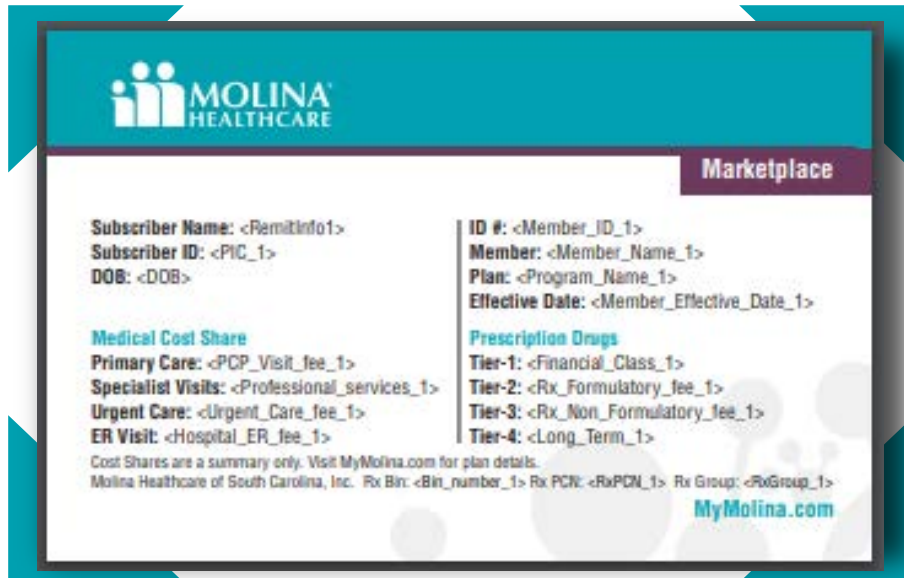 MOLINA
HEALTHCARE
Marketplace
Subscriber Name: <RemitInfo1>
Subscriber ID: <PIC_1>
DOB: <DOB>
ID #: <Member_ID_1>
Member: <Member_Name_1>
Plan: <Program_Name_1>
Effective Date: <Member_Effective_Date_1>
Medical Cost Share
Primary Care: <PCP_Visit_fee_1>
Specialist Visits: <Professional_services_1>
Urgent Care: <Urgent_Care_fee_1>
ER Visit: <Hospital_ER_fee_1>
Prescription Drugs
Tier-1: <Financial_Class_1>
Tier-2: <Rx_Formulatory_fee_1>
Tier-3: <Rx_Non_Formulatory_fee_1>
Tier-4: <Long_Term_1>
Cost Shares are a summary only. Visit MyMolina.com for plan details.
Molina Healthcare of South Carolina, Inc. Rx Bin: <Bin_number_1> Rx PCN: <RxPCN_1> Rx Group: <RxGroup_1>
MyMolina.com